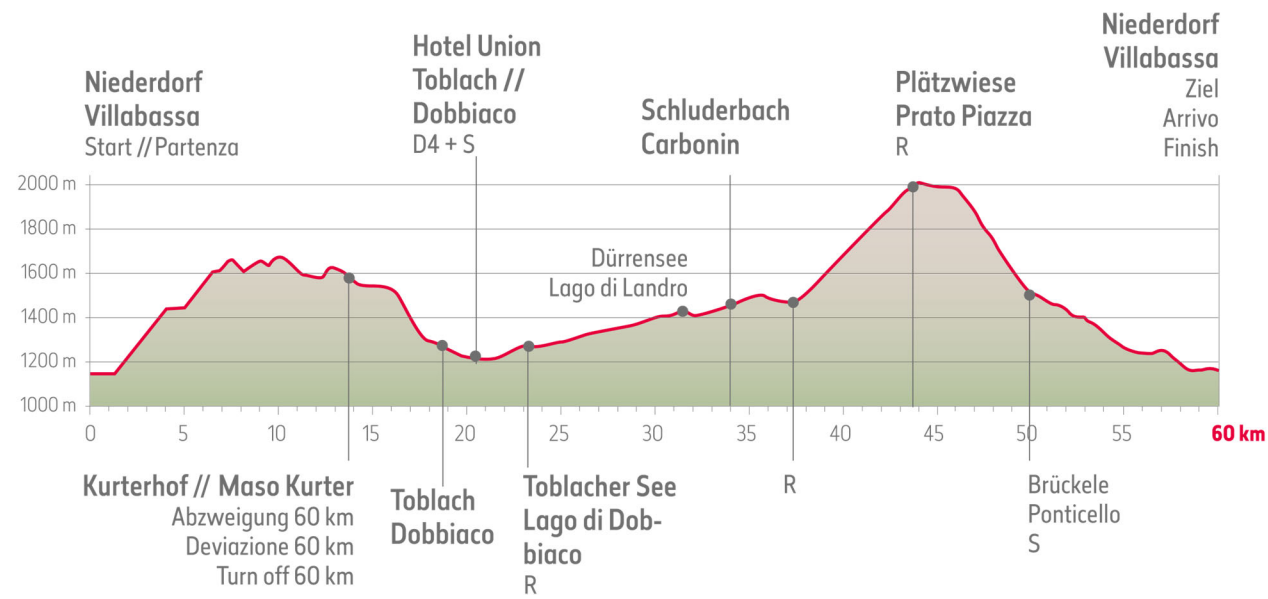 Niederdorf
Villabassa
Start // Partenza
Hotel Union
Toblach //
Dobbiaco
D4 + S
Schluderbach
Carbonin
Plätzwiese
Prato Piazza
R
Niederdorf
Villabassa
Ziel
Arrivo
Finish
Dürrensee
Lago di Landro
2000 m
1800 m
1600 m
1400 m
1200 m
1000 m
0 5 10 15 20 25 30 35 40 45 50 55 60 km
Kurterhof // Maso Kurter
Abzweigung 60 km
Deviazione 60 km
Turn off 60 km
Toblach
Dobbiaco
Toblacher See
Lago di Dob-
biaco
R
R
Brückele
Ponticello
S